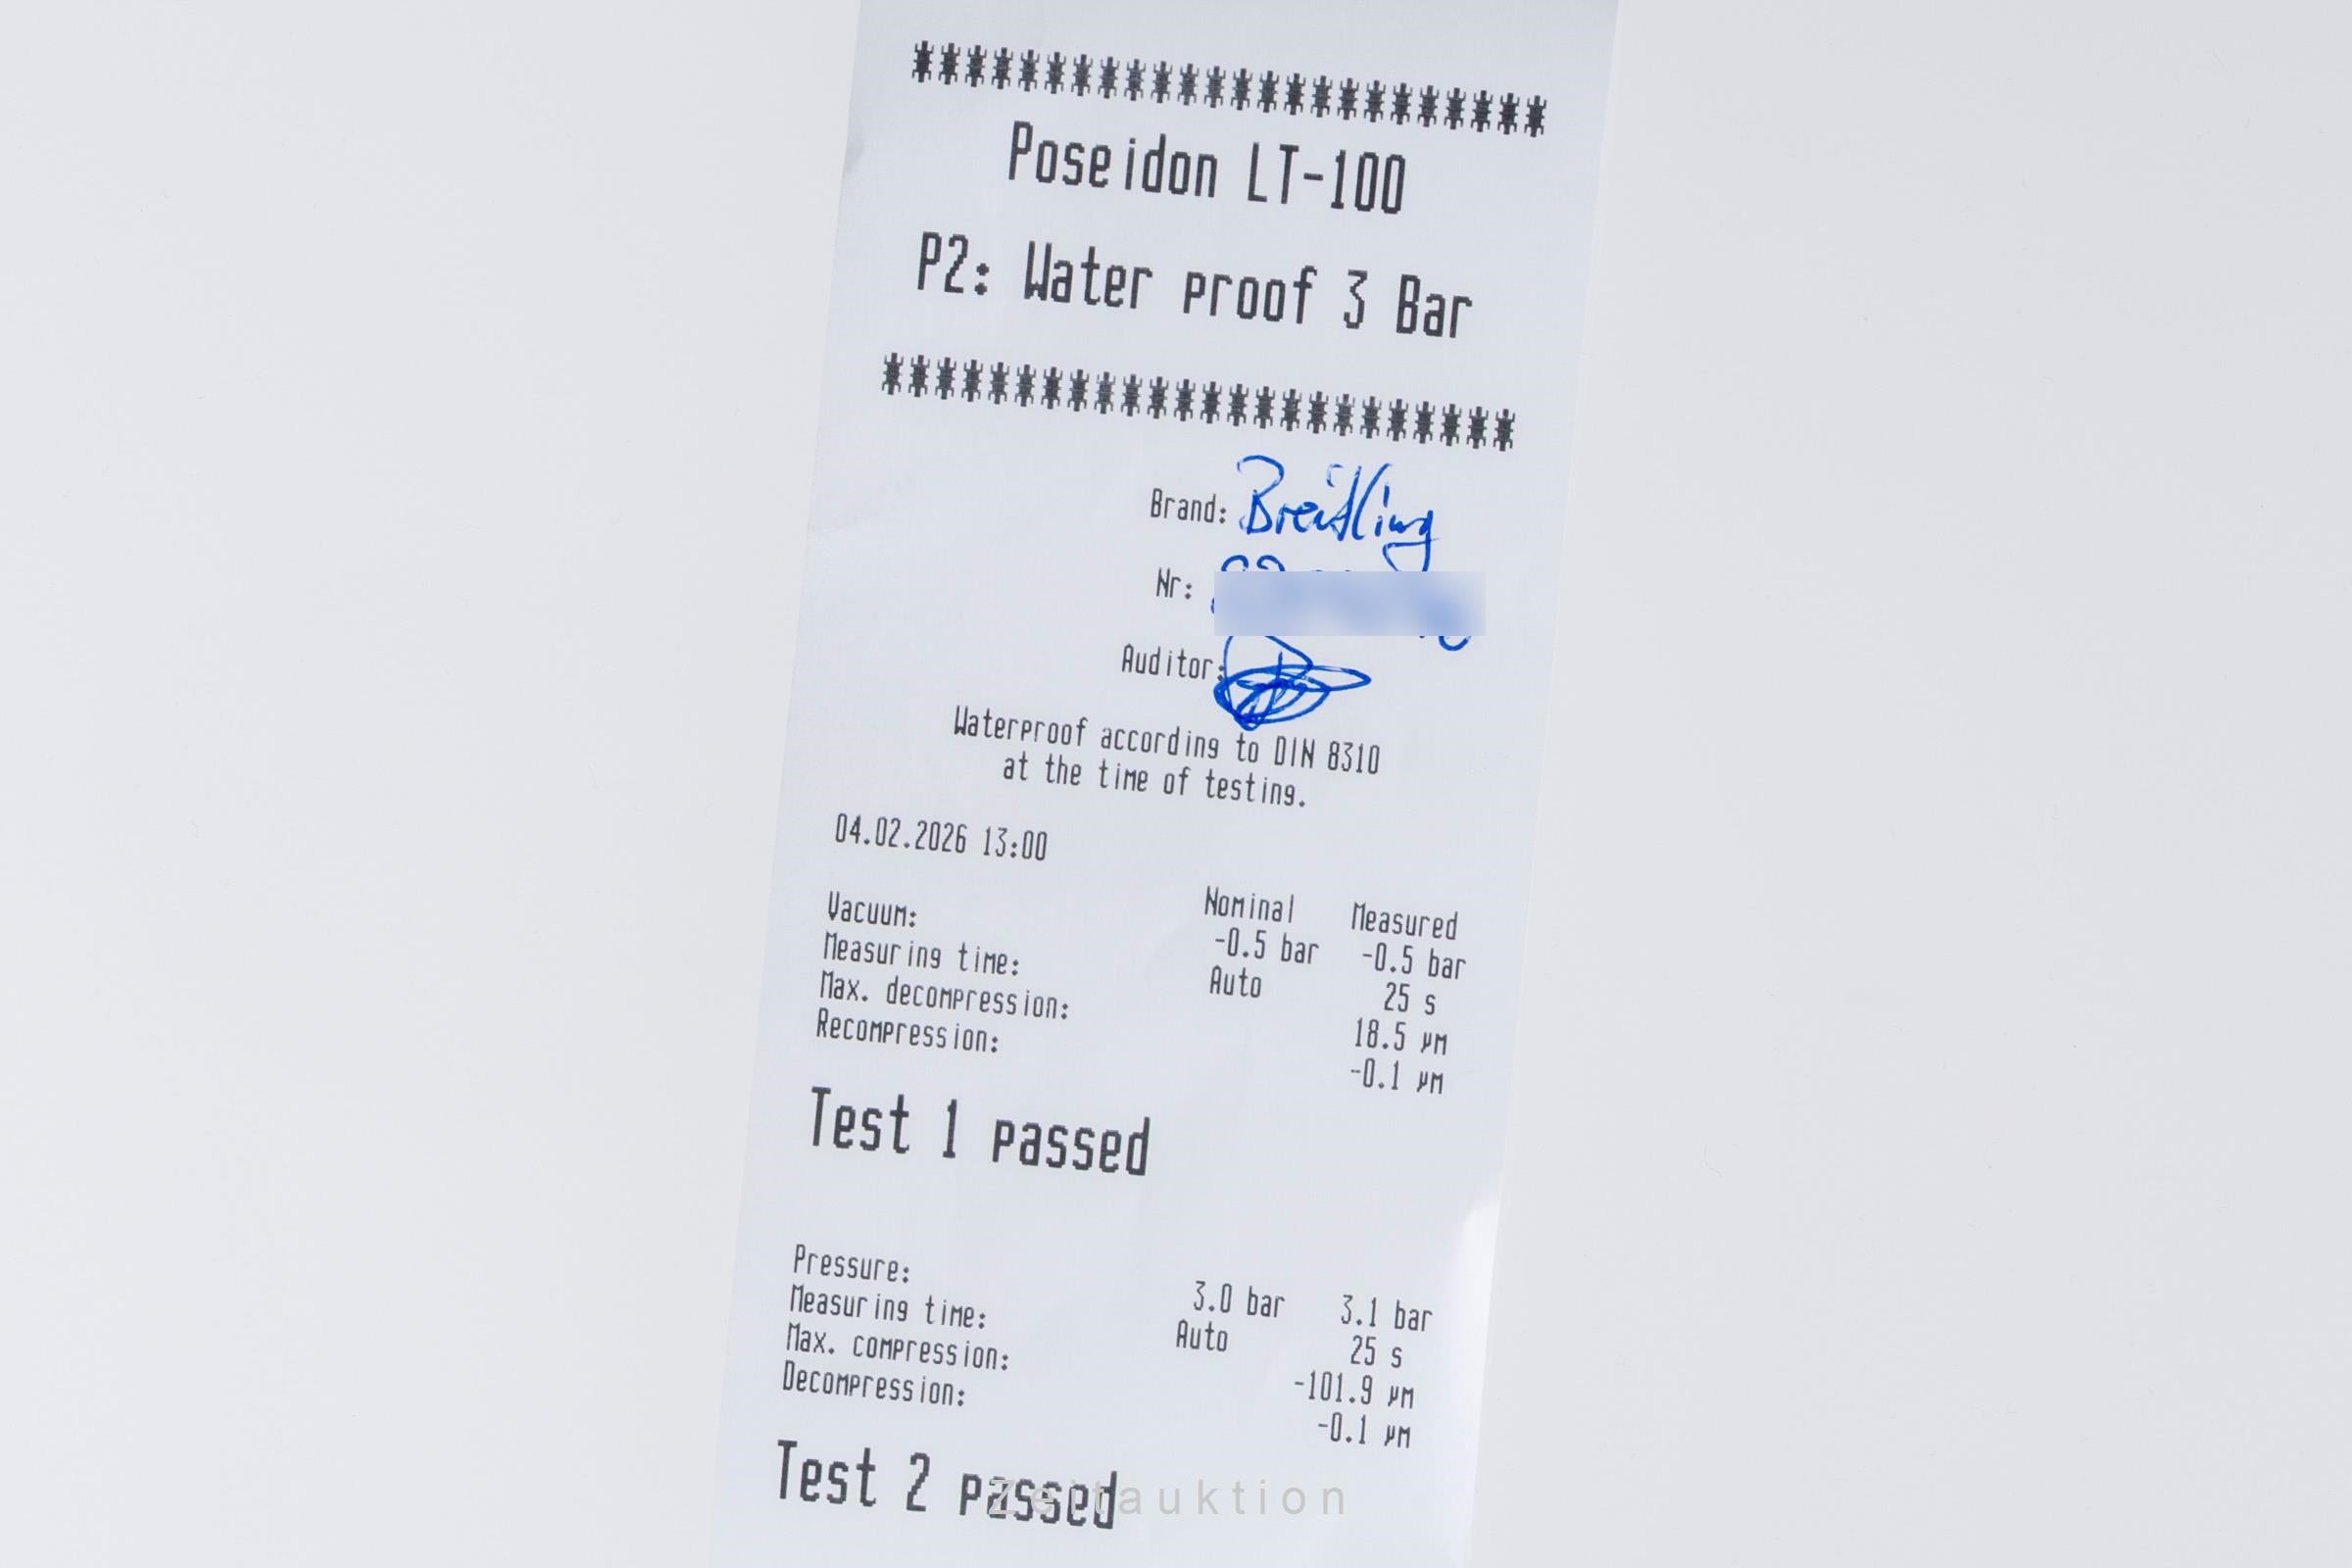 ************************
Poseidon LT-100
P2: Water proof 3 Bar
************************
Brand: Breitling
Nr:
Auditor:
Waterproof according to DIN 8310
at the time of testing.
04.02.2026 13:00
Nominal Measured
Vacuum: -0.5 bar -0.5 bar
Measuring time: Auto 25 s
Max. decompression: 18.5 µm
Recompression: -0.1 µm
Test 1 passed
Pressure: 3.0 bar 3.1 bar
Measuring time: Auto 25 s
Max. compression: -101.9 µm
Decompression: -0.1 µm
Test 2 passed
Zeitauktion